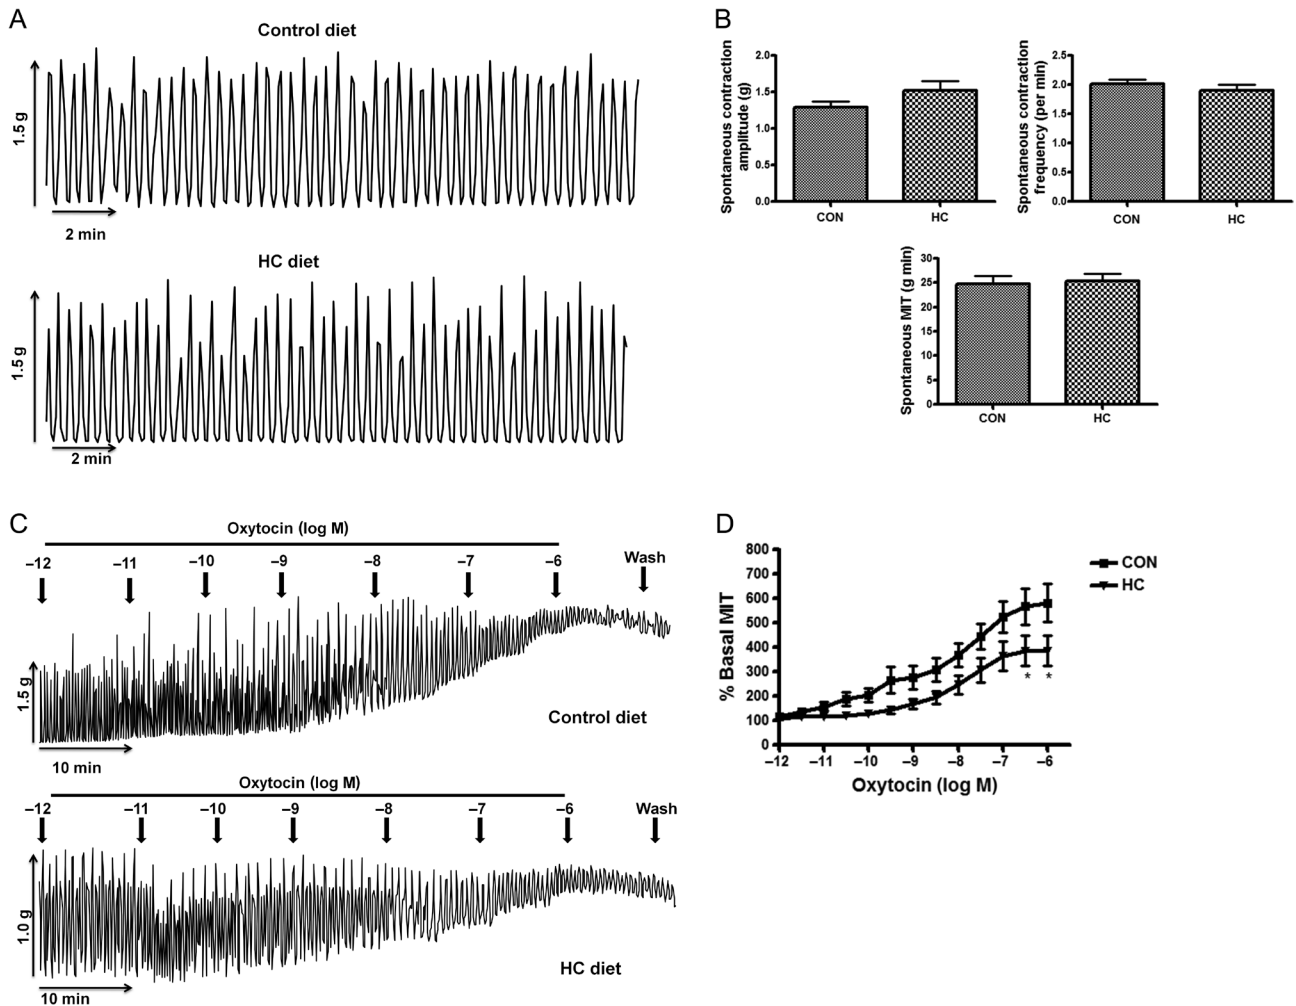 A
Control diet
1.5 g
2 min
HC diet
1.5 g
2 min
B
Spontaneous contraction
amplitude (g)
2.0
1.5
1.0
0.5
0.0
CON
HC
Spontaneous contraction
frequency (per min)
2.5
2.0
1.5
1.0
0.5
0.0
CON
HC
Spontaneous MIT (g min)
30
25
20
15
10
5
0
CON
HC
C
Oxytocin (log M)
–12 –11 –10 –9 –8 –7 –6 Wash
1.5 g
Control diet
10 min
Oxytocin (log M)
–12 –11 –10 –9 –8 –7 –6 Wash
1.0 g
HC diet
10 min
D
% Basal MIT
800
700
600
500
400
300
200
100
0
CON
HC
* *
–12 –11 –10 –9 –8 –7 –6
Oxytocin (log M)